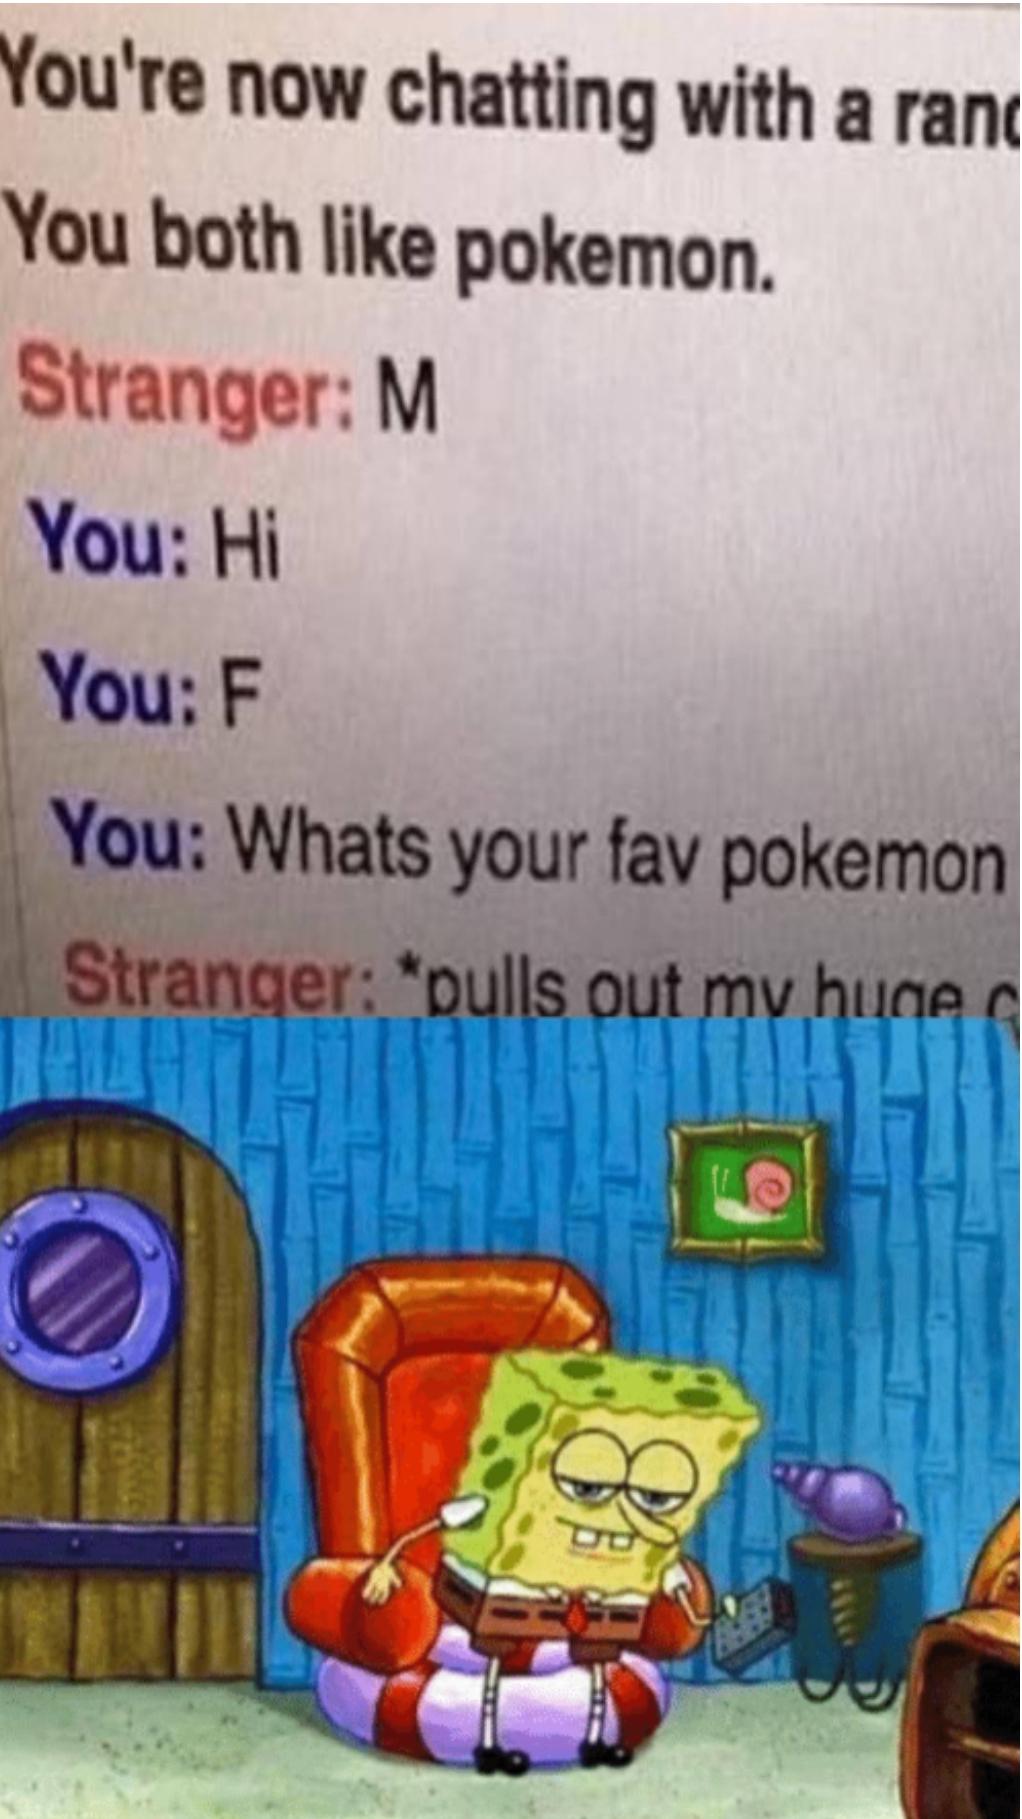 You're now chatting with a
You both like pokemon.
Stranger: M
You: Hi
You: F
You: Whats your fav pokemon
Stranger: *pulls out my huge